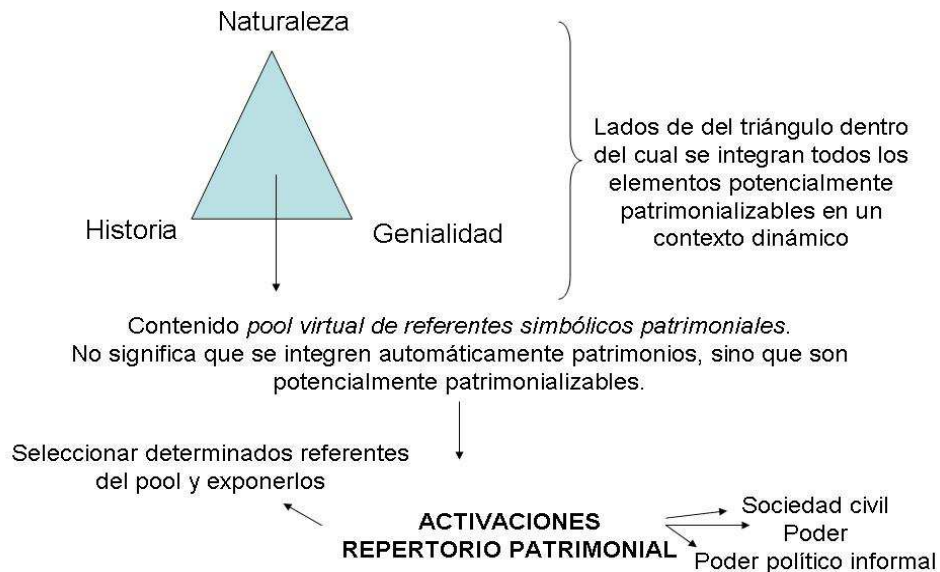 Naturaleza
Historia
Genialidad
Lados de del triángulo dentro
del cual se integran todos los
elementos potencialmente
patrimonializables en un
contexto dinámico
Contenido pool virtual de referentes simbólicos patrimoniales.
No significa que se integren automáticamente patrimonios, sino que son
potencialmente patrimonializables.
Seleccionar determinados referentes
del pool y exponerlos
ACTIVACIONES
REPERTORIO PATRIMONIAL
Sociedad civil
Poder
Poder político informal